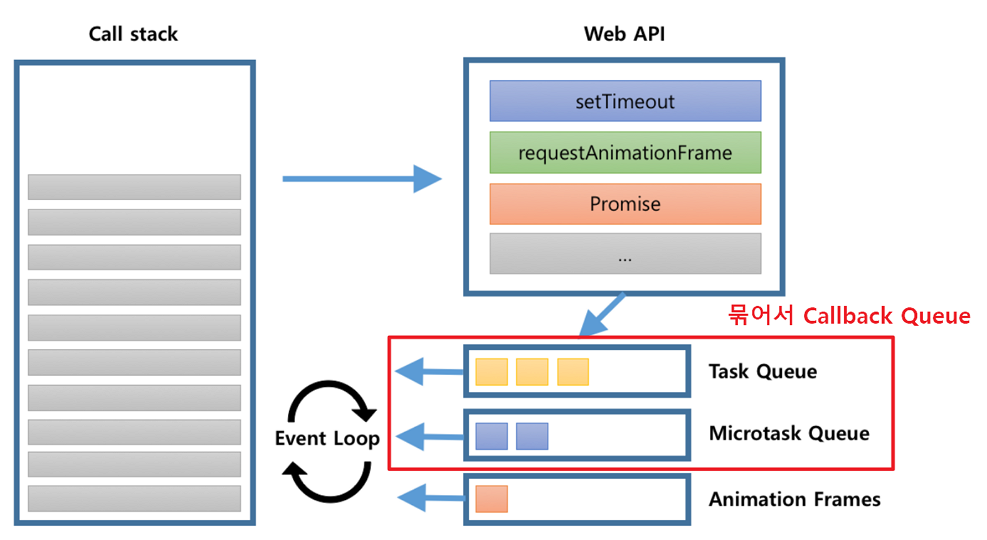 Call stack
Web API
setTimeout
requestAnimationFrame
Promise
...
묶어서 Callback Queue
Task Queue
Event Loop
Microtask Queue
Animation Frames